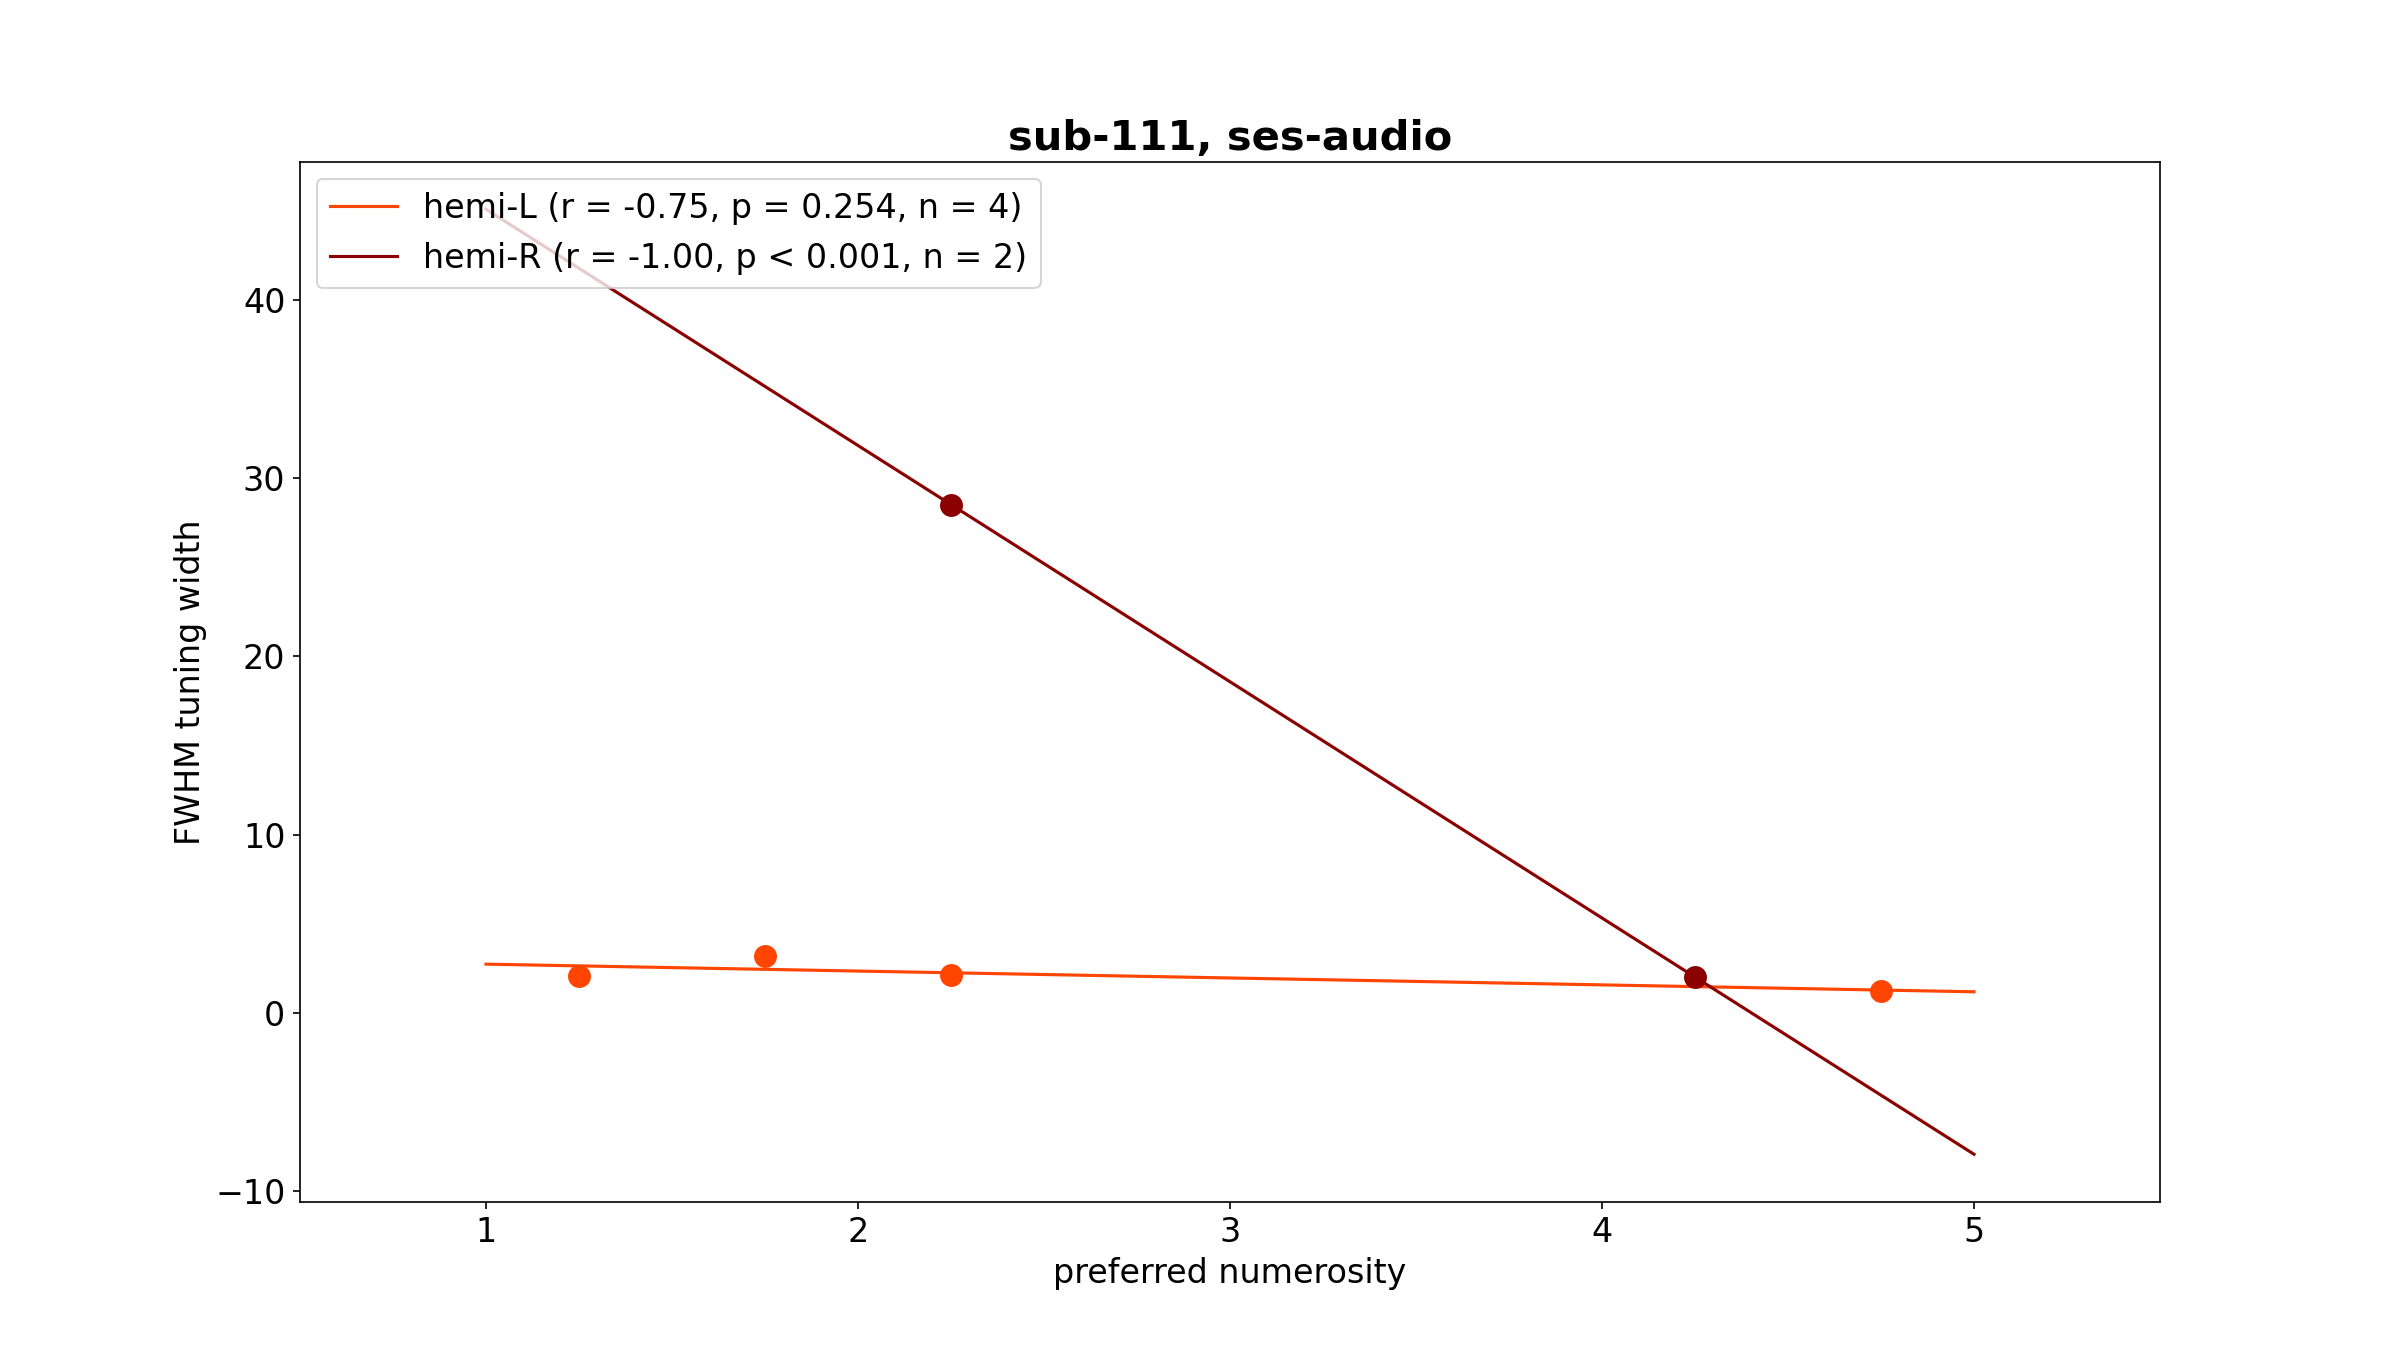 sub-111, ses-audio
hemi-L (r = -0.75, p = 0.254, n = 4)
hemi-R (r = -1.00, p < 0.001, n = 2)
40
30
20
10
0
−10
FWHM tuning width
1 2 3 4 5
preferred numerosity